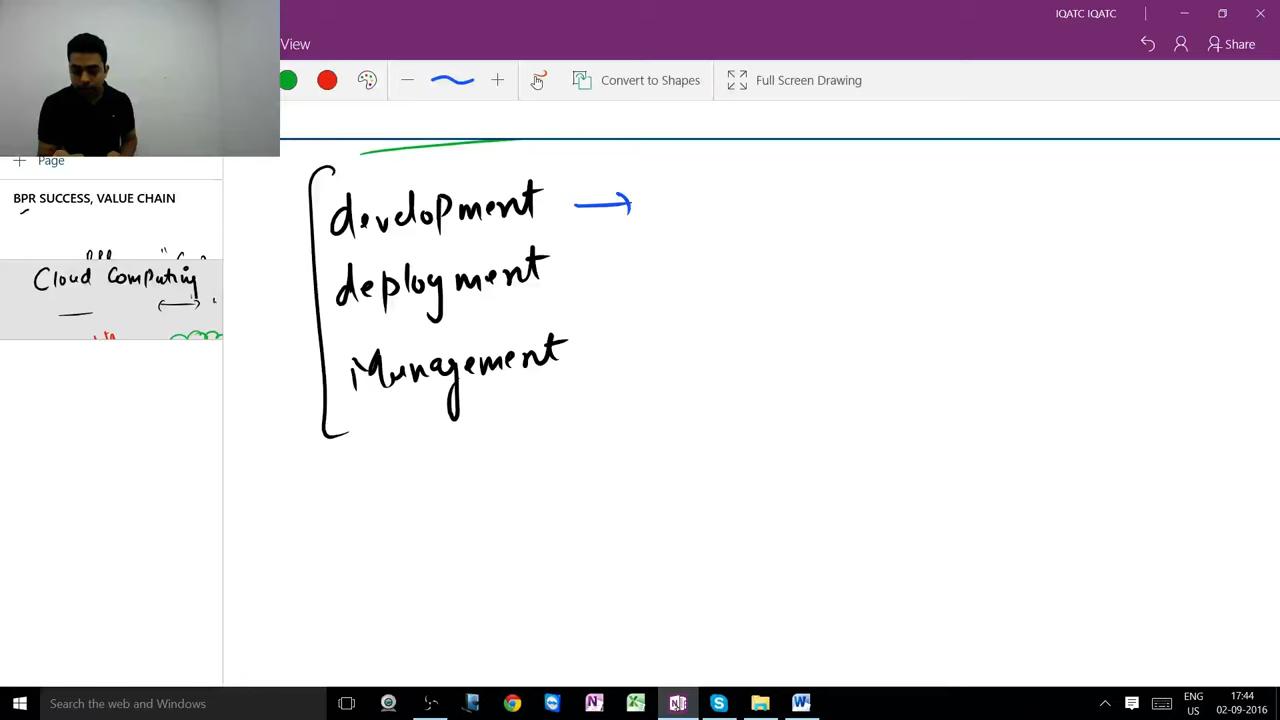 IQATC IQATC
View
Share
Convert to Shapes
Full Screen Drawing
Page
BPR SUCCESS, VALUE CHAIN
Cloud Computing
development →
deployment
Management
Search the web and Windows
ENG
US
17:44
02-09-2016